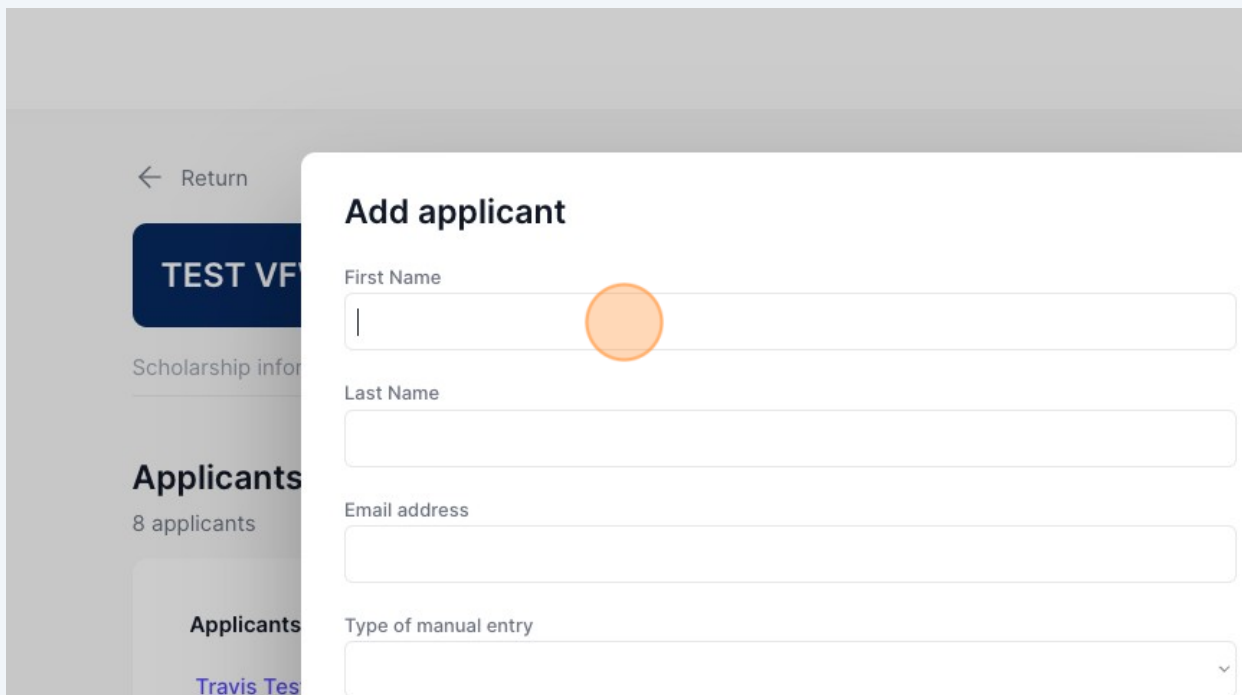 Return
Add applicant
TEST VF
First Name
Scholarship infor
Last Name
Applicants
8 applicants
Email address
Applicants
Type of manual entry
Travis Tes